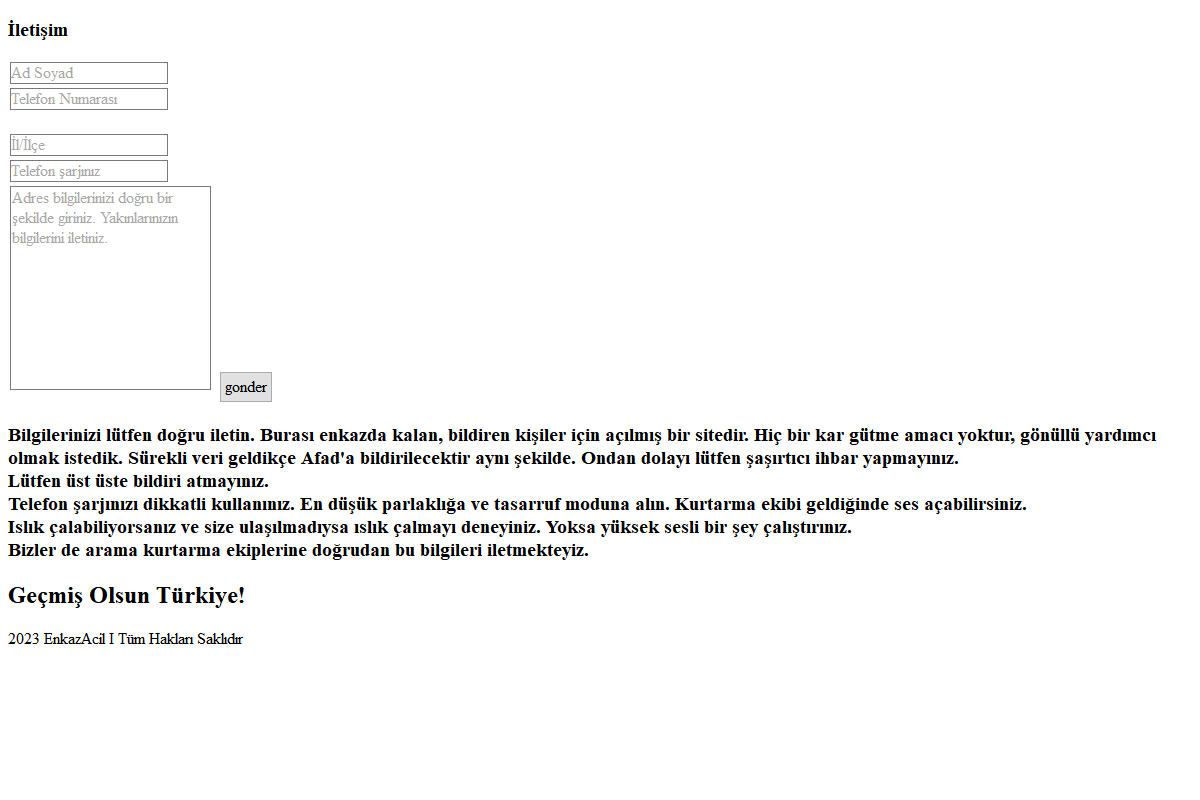 İletişim
Ad Soyad
Telefon Numarası
İl/İlçe
Telefon şarjınız
Adres bilgilerinizi doğru bir
şekilde giriniz. Yakınlarınızın
bilgilerini iletiniz.
gonder
Bilgilerinizi lütfen doğru iletin. Burası enkazda kalan, bildiren kişiler için açılmış bir sitedir. Hiç bir kar gütme amacı yoktur, gönüllü yardımcı
olmak istedik. Sürekli veri geldikçe Afad'a bildirilecektir aynı şekilde. Ondan dolayı lütfen şaşırtıcı ihbar yapmayınız.
Lütfen üst üste bildiri atmayınız.
Telefon şarjınızı dikkatli kullanınız. En düşük parlaklığa ve tasarruf moduna alın. Kurtarma ekibi geldiğinde ses açabilirsiniz.
Islık çalabiliyorsanız ve size ulaşılmadıysa ıslık çalmayı deneyiniz. Yoksa yüksek sesli bir şey çalıştırınız.
Bizler de arama kurtarma ekiplerine doğrudan bu bilgileri iletmekteyiz.
Geçmiş Olsun Türkiye!
2023 EnkazAcil I Tüm Hakları Saklıdır